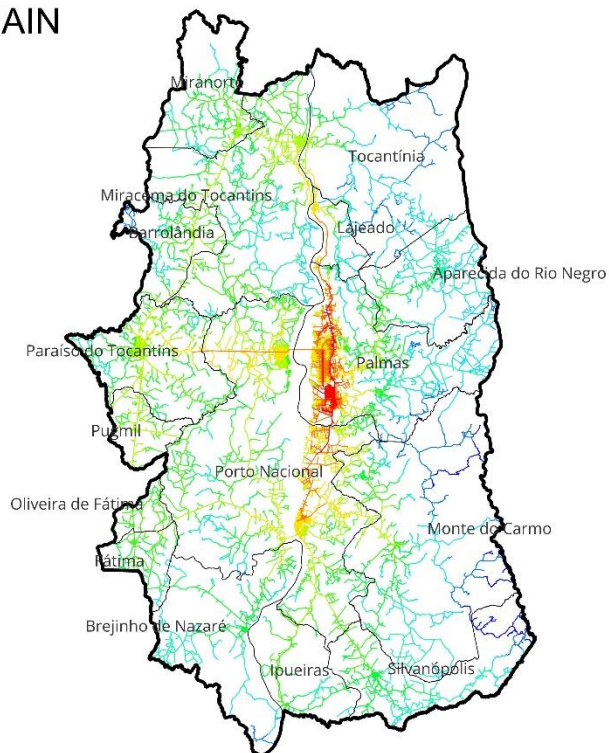 AIN
Miranorte
Tocantínia
Miracema do Tocantins
Lajeado
Barrolândia
Aparecida do Rio Negro
Paraíso do Tocantins
Palmas
Pugmil
Porto Nacional
Oliveira de Fátima
Monte do Carmo
Fátima
Brejinho de Nazaré
Ipueiras
Silvanópolis